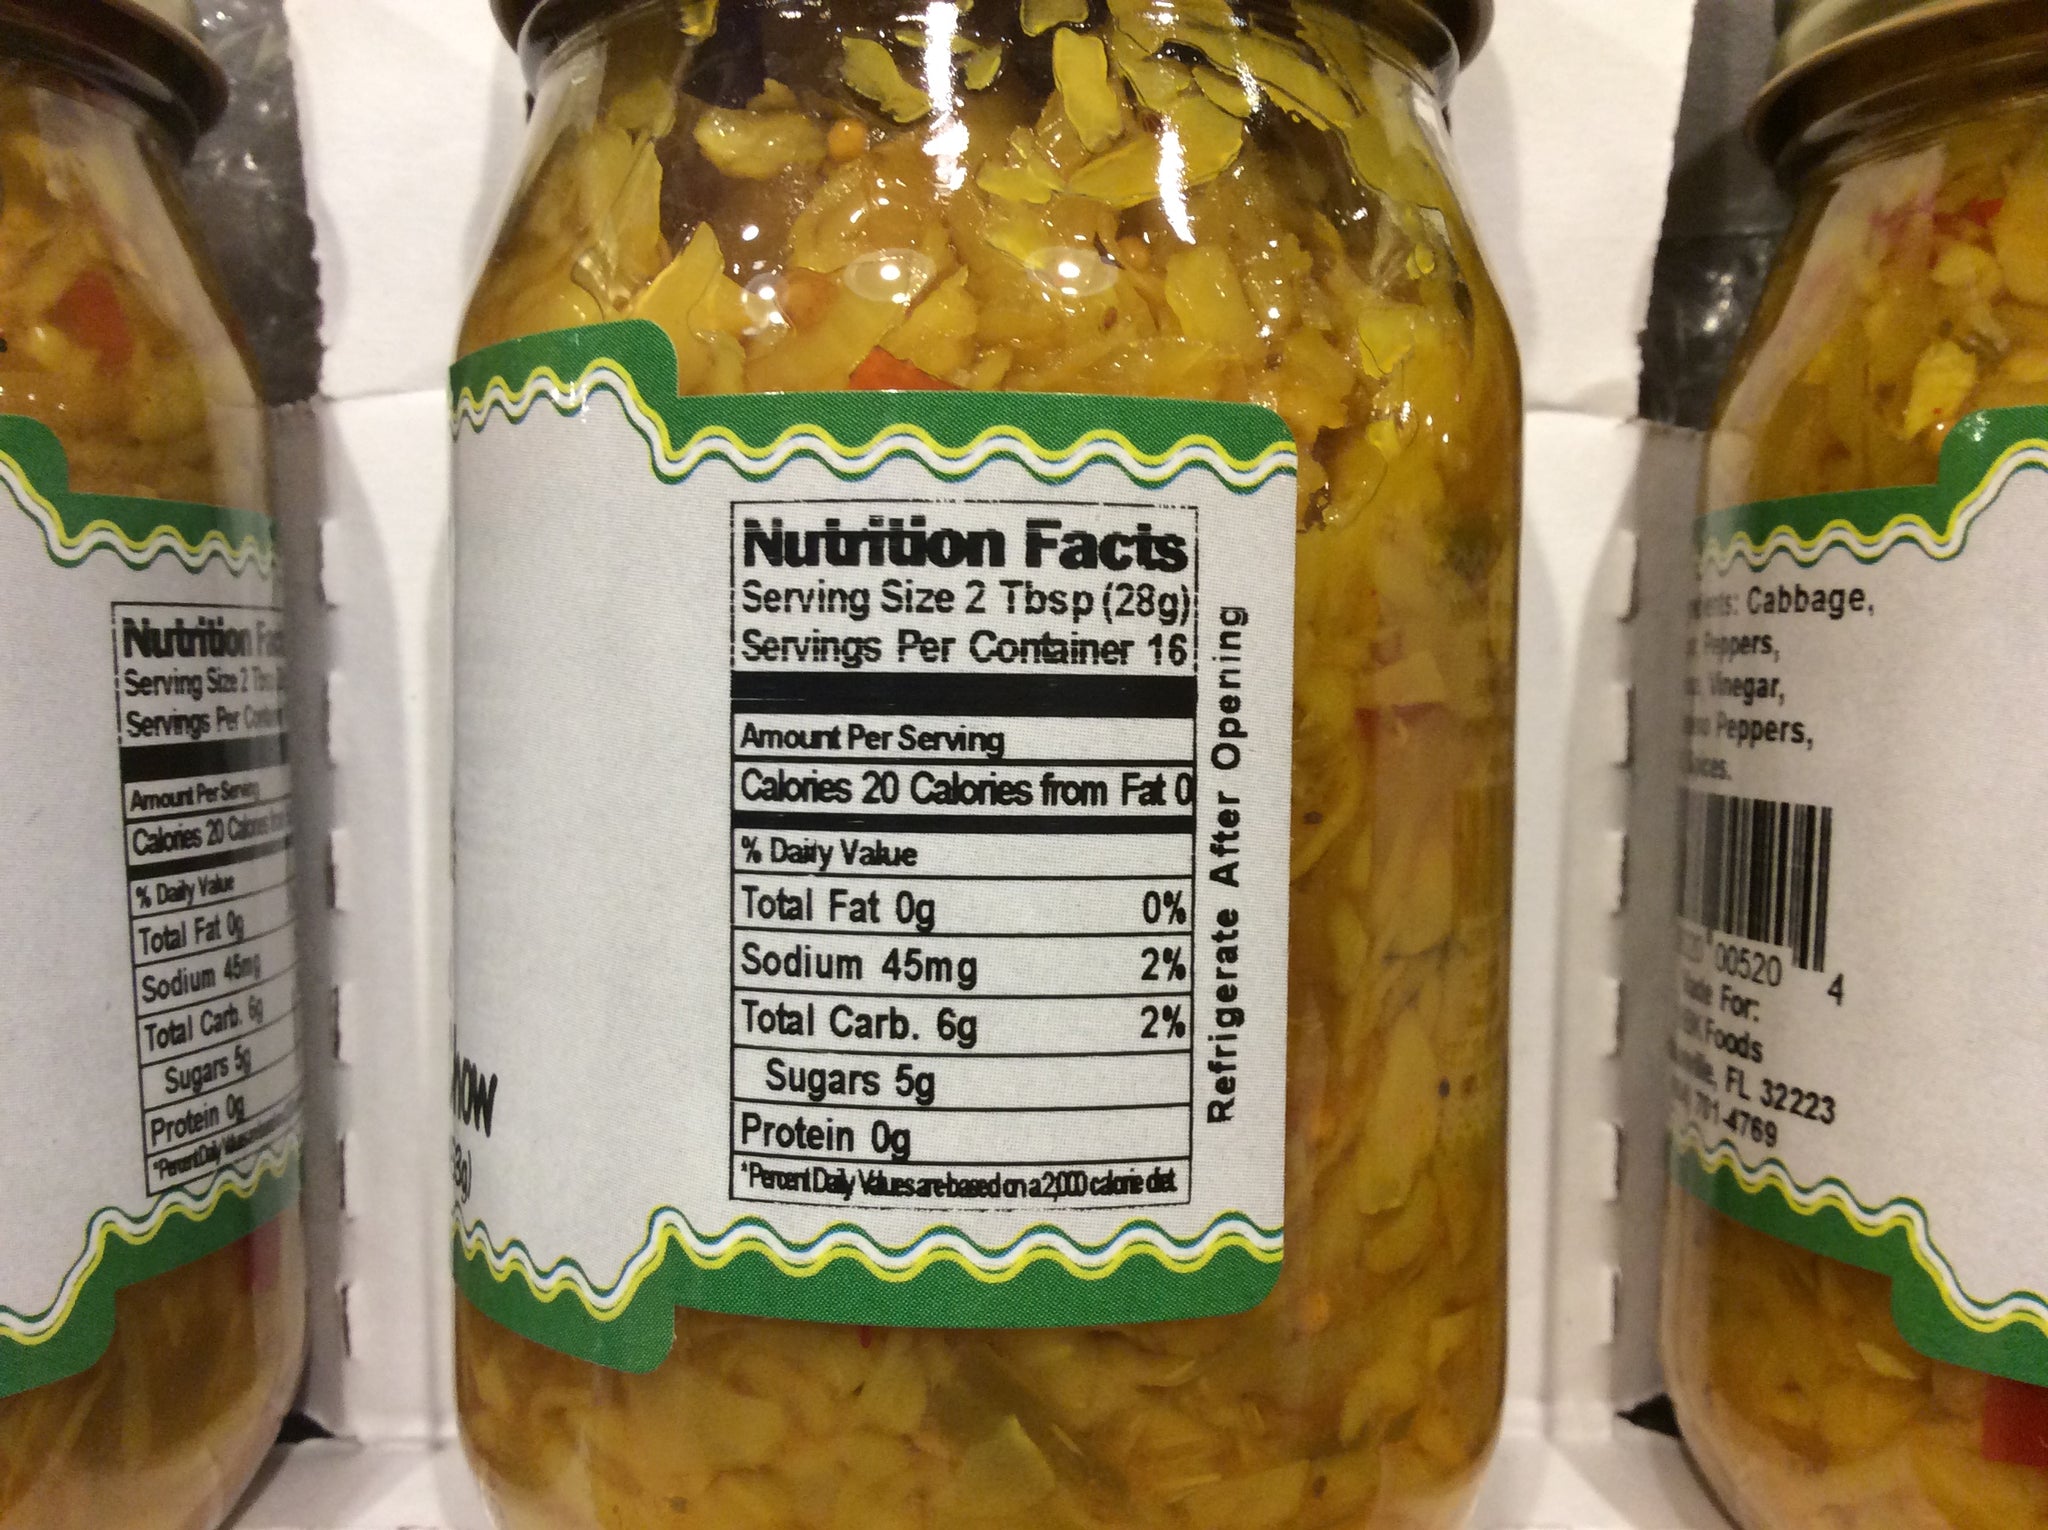 Nutrition
Serving Size 2
Servings Per
Amount Per Serving
Calories 20
% Daily Value
Total Fat 0g
Sodium 45mg
Total Carb. 6g
Sugars 5g
Protein 0g
*Percent Daily
Nutrition Facts
Serving Size 2 Tbsp (28g)
Servings Per Container 16
Amount Per Serving
Calories 20 Calories from Fat 0
% Daily Value
Total Fat 0g 0%
Sodium 45mg 2%
Total Carb. 6g 2%
Sugars 5g
Protein 0g
*Percent Daily Values are based on a 2,000 calorie diet
Refrigerate After Opening
Cabbage,
Peppers,
Vinegar,
Peppers,
00520 4
For:
Foods
FL 32223
701-4769